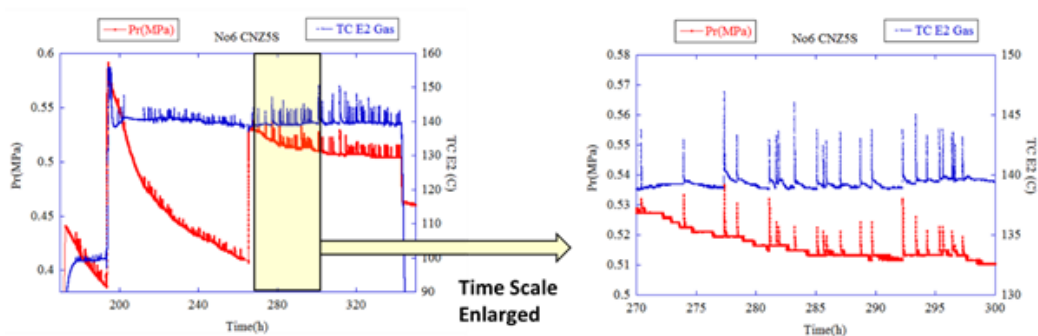 Pr(MPa) No6 CNZ5S TC E2 Gas
0.6 160
150
0.55 140
0.5 130
120
0.45 110
0.4 100
90
200 240 280 320
Pr(MPa)
TC E2 (C)
Time(h)
Time Scale
Enlarged
Pr(MPa) No6 CNZ5S TC E2 Gas
0.58 150
0.57
0.56 145
0.55
0.54 140
0.53
0.52 135
0.51
0.5 130
270 275 280 285 290 295 300
Pr(MPa)
TC E2 (C)
Time(h)